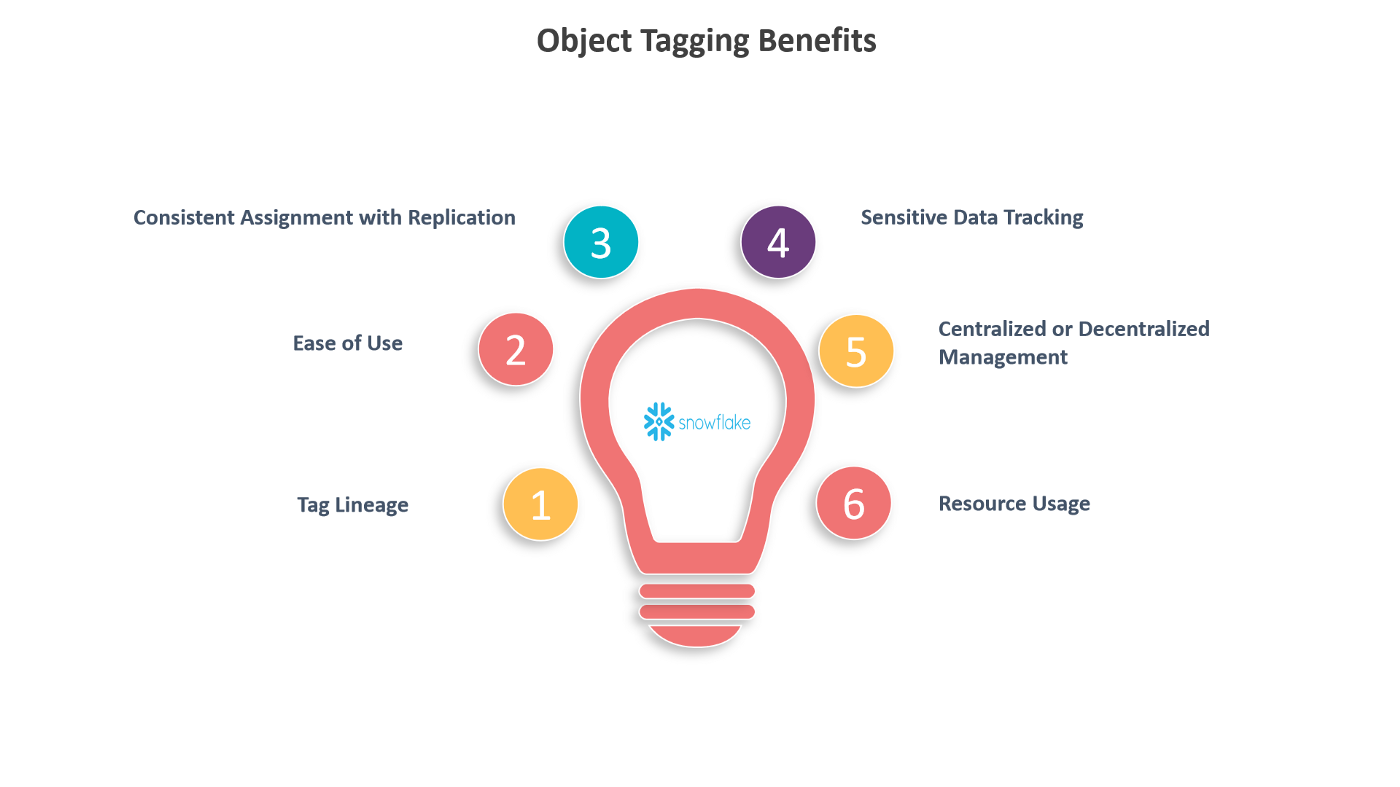 Object Tagging Benefits
Consistent Assignment with Replication
3
4
Sensitive Data Tracking
Ease of Use
2
5
Centralized or Decentralized
Management
snowflake
Tag Lineage
1
6
Resource Usage